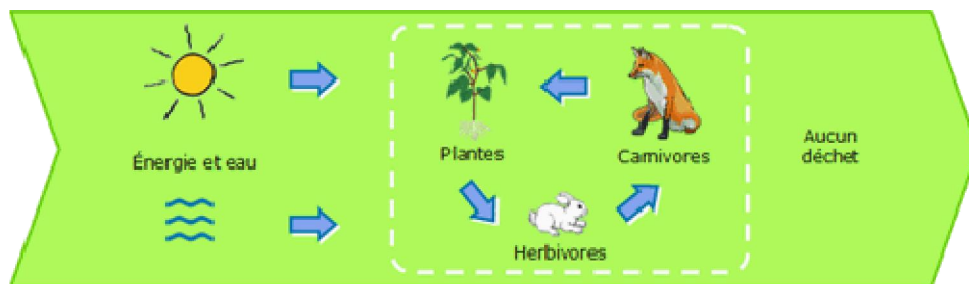 Énergie et eau
Plantes
Carnivores
Herbivores
Aucun
déchet